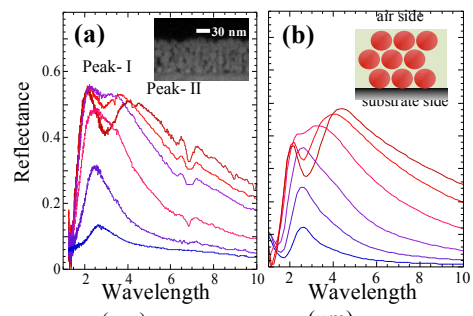 (a)
30 nm
Peak- I
Peak- II
0.6
0.4
0.2
0
Reflectance
2 4 6 8 10
Wavelength
(b)
air side
substrate side
2 4 6 8 10
Wavelength